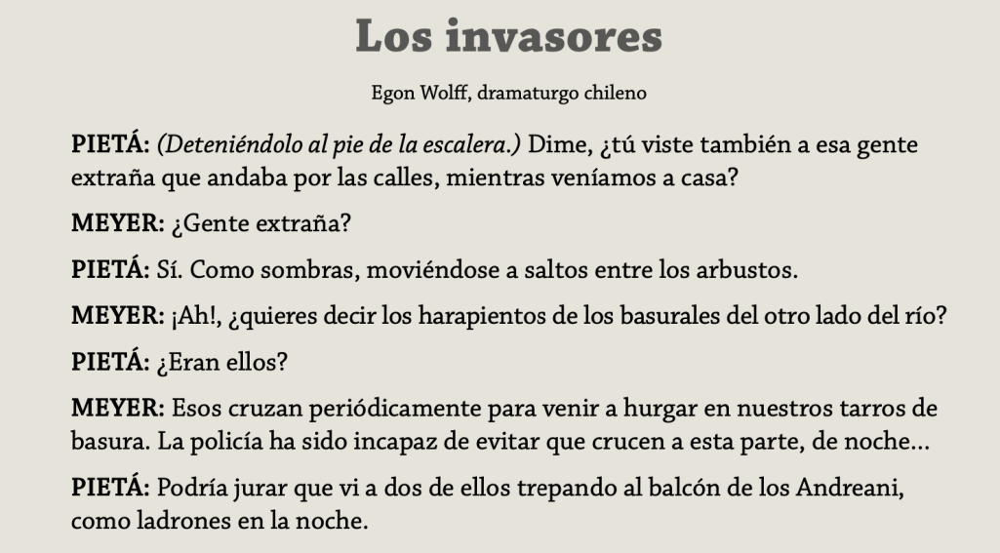 Los invasores
Egon Wolff, dramaturgo chileno
PIETÁ: (Deteniéndolo al pie de la escalera.) Dime, ¿tú viste también a esa gente
extraña que andaba por las calles, mientras veníamos a casa?
MEYER: ¿Gente extraña?
PIETÁ: Sí. Como sombras, moviéndose a saltos entre los arbustos.
MEYER: ¡Ah!, ¿quieres decir los harapientos de los basurales del otro lado del río?
PIETÁ: ¿Eran ellos?
MEYER: Esos cruzan periódicamente para venir a hurgar en nuestros tarros de
basura. La policía ha sido incapaz de evitar que crucen a esta parte, de noche...
PIETÁ: Podría jurar que vi a dos de ellos trepando al balcón de los Andreani,
como ladrones en la noche.